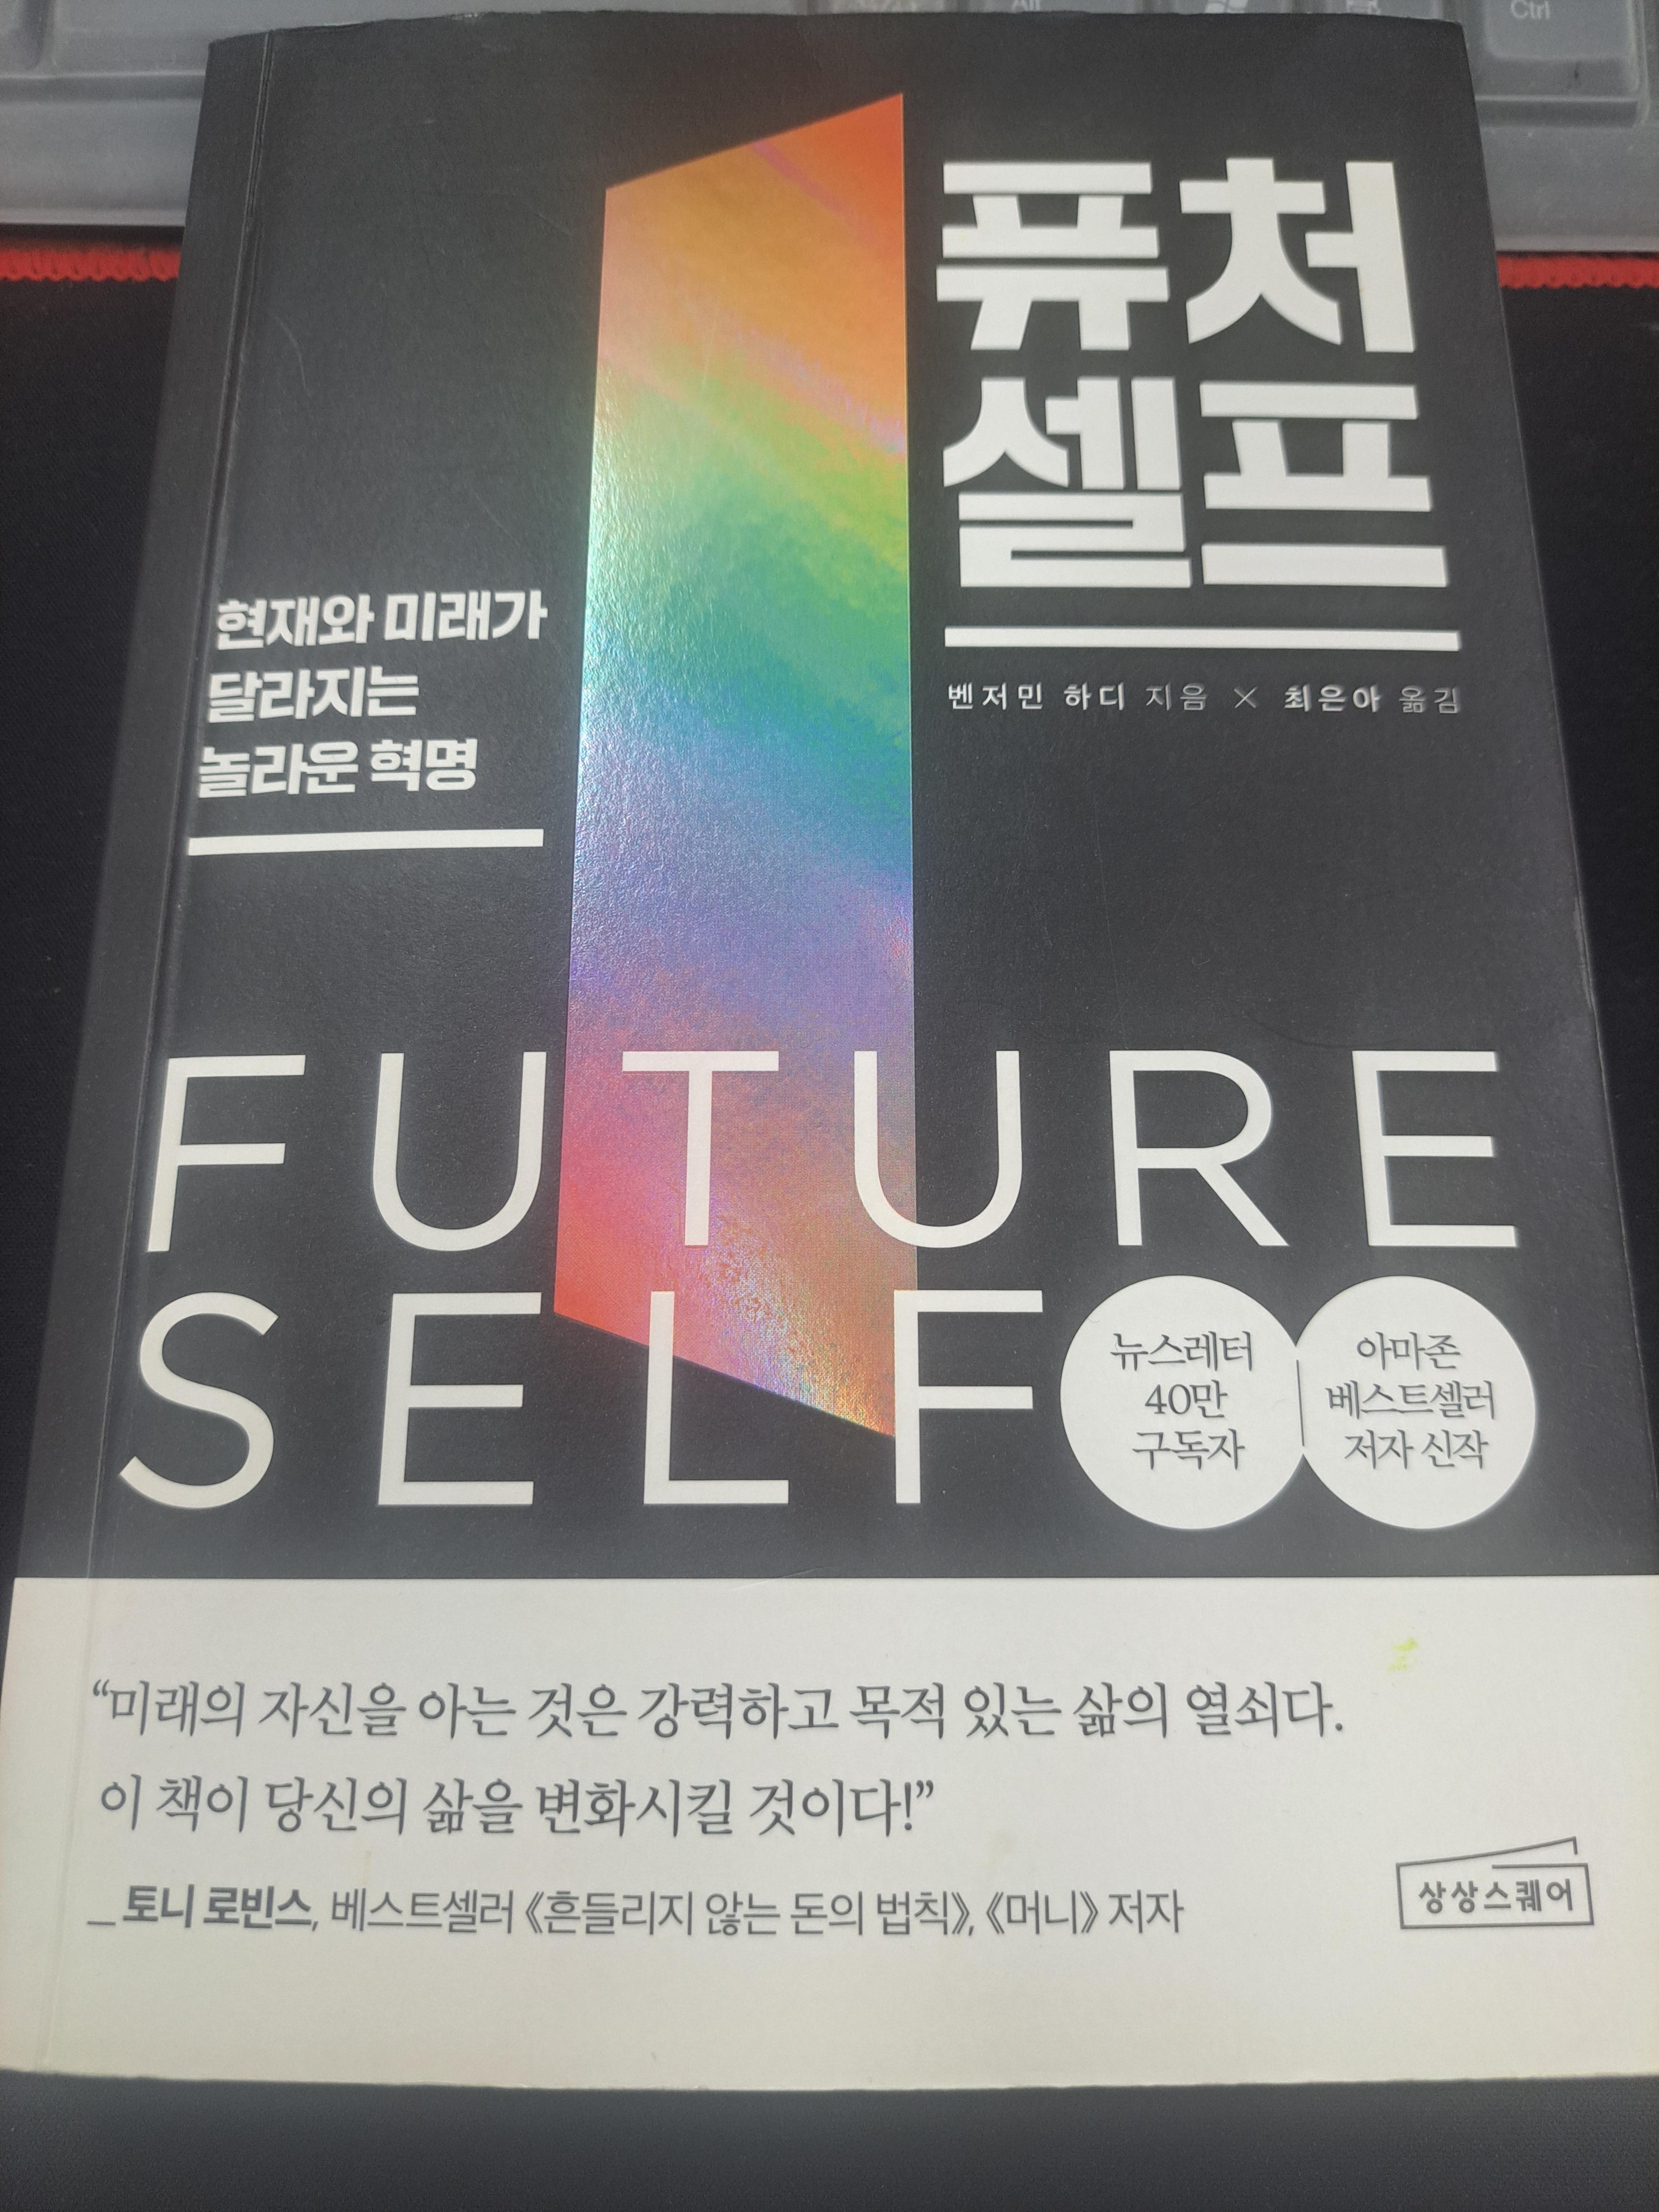 Alt
Ctrl
퓨처
셀프
벤저민 하디 지음 × 최은아 옮김
현재와 미래가
달라지는
놀라운 혁명
FUTURE
SELF
뉴스레터
40만
구독자
아마존
베스트셀러
저자 신작
“미래의 자신을 아는 것은 강력하고 목적 있는 삶의 열쇠다.
이 책이 당신의 삶을 변화시킬 것이다!”
_토니 로빈스, 베스트셀러 《흔들리지 않는 돈의 법칙》, 《머니》 저자
상상스퀘어